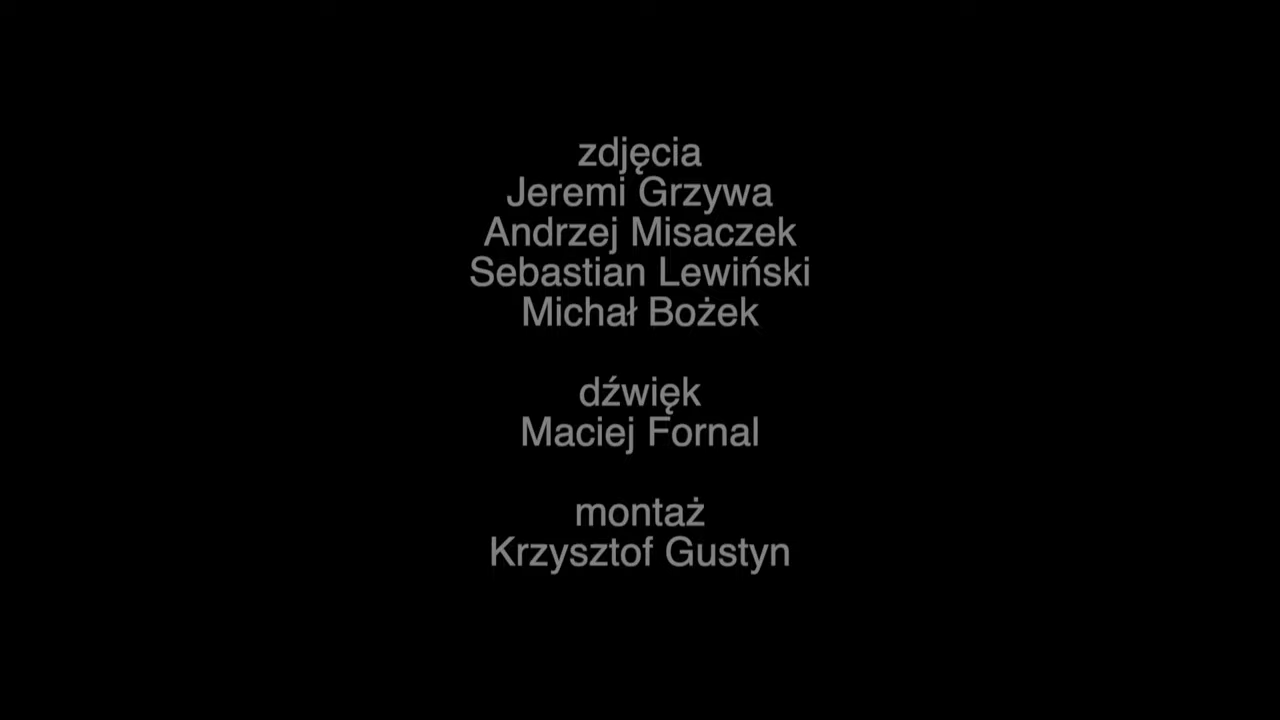 zdjęcia
Jeremi Grzywa
Andrzej Misaczek
Sebastian Lewiński
Michał Bożek
dźwięk
Maciej Fornal
montaż
Krzysztof Gustyn